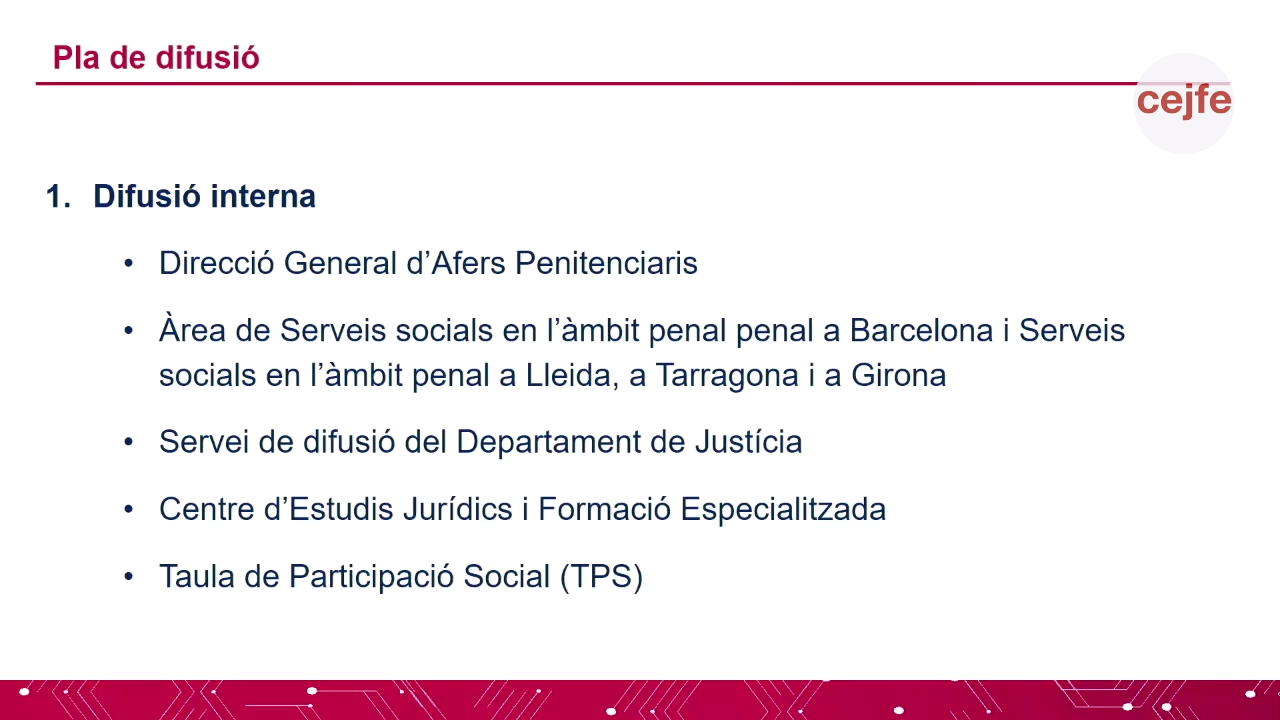 Pla de difusió
cejfe
1. Difusió interna
• Direcció General d’Afers Penitenciaris
• Àrea de Serveis socials en l’àmbit penal penal a Barcelona i Serveis
socials en l’àmbit penal a Lleida, a Tarragona i a Girona
• Servei de difusió del Departament de Justícia
• Centre d’Estudis Jurídics i Formació Especialitzada
• Taula de Participació Social (TPS)